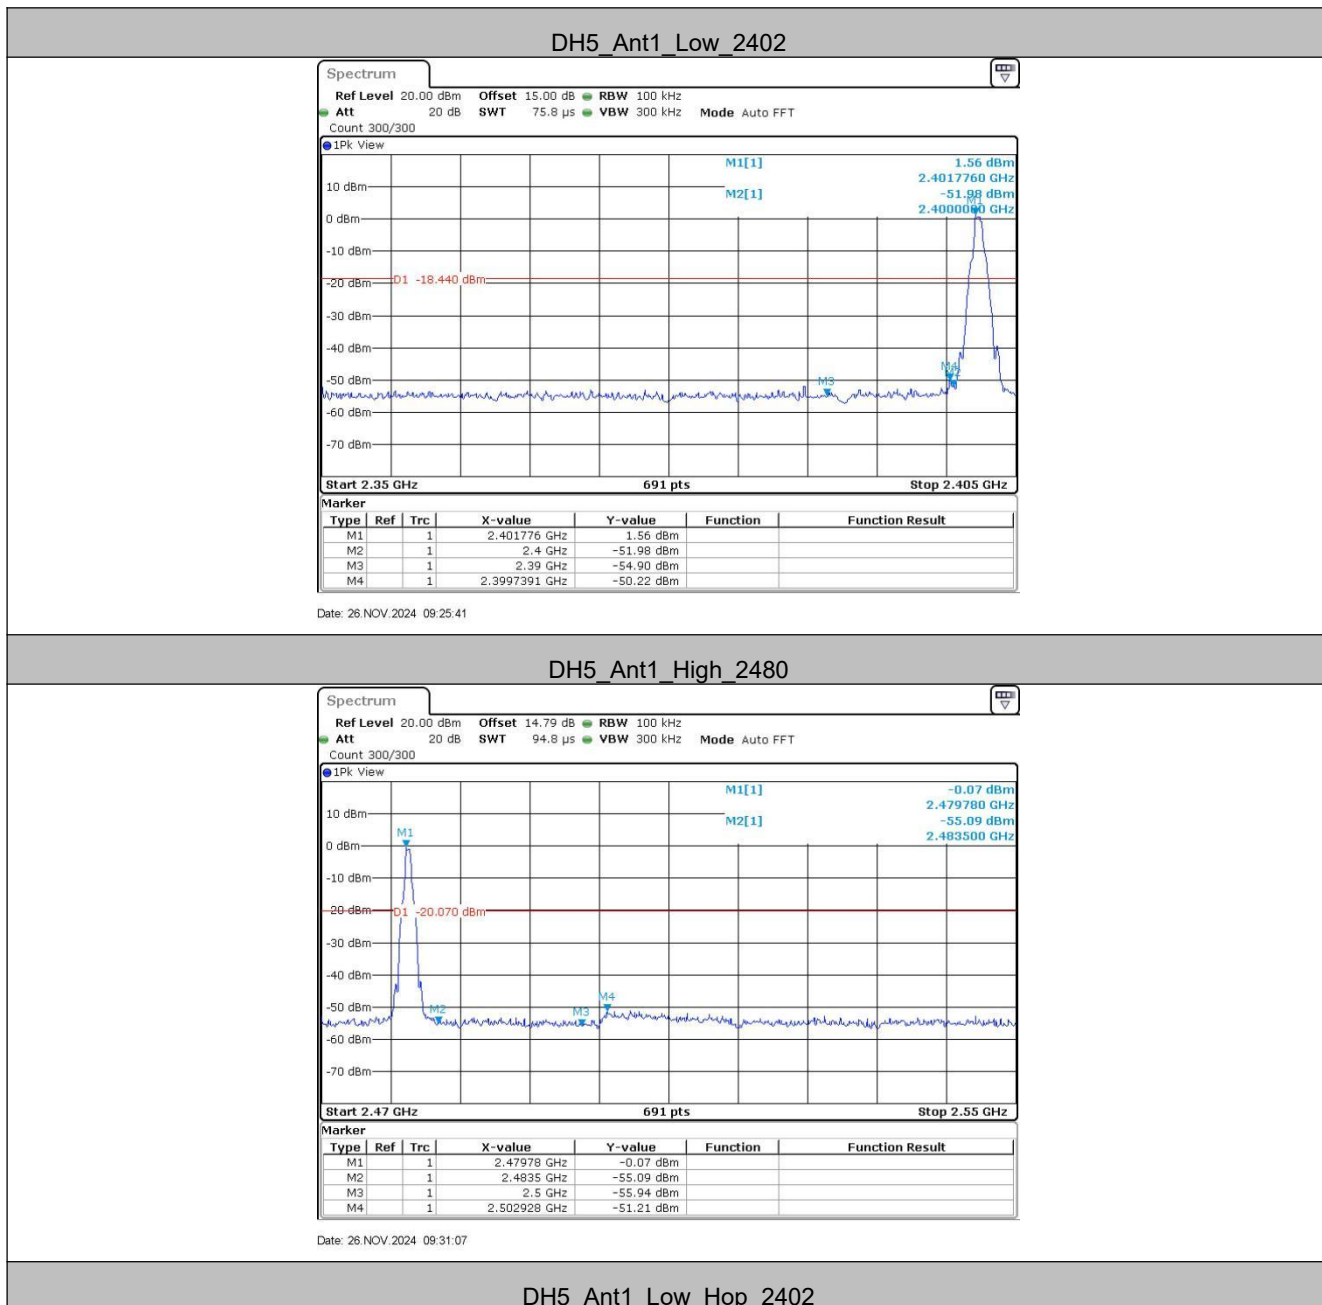 DH5_Ant1_Low_2402
Spectrum
Ref Level 20.00 dBm Offset 15.00 dB RBW 100 kHz
Att 20 dB SWT 75.8 µs VBW 300 kHz Mode Auto FFT
Count 300/300
1Pk View
M1[1] 1.56 dBm
2.4017760 GHz
M2[1] -51.98 dBm
2.4000000 GHz
M1
10 dBm
0 dBm
-10 dBm
D1 -18.440 dBm
-20 dBm
-30 dBm
-40 dBm
M4
M2
M3
-50 dBm
-60 dBm
-70 dBm
Start 2.35 GHz 691 pts Stop 2.405 GHz
Marker
Type Ref Trc X-value Y-value Function Function Result
M1 1 2.401776 GHz 1.56 dBm
M2 1 2.4 GHz -51.98 dBm
M3 1 2.39 GHz -54.90 dBm
M4 1 2.3997391 GHz -50.22 dBm
Date: 26.NOV.2024 09:25:41
DH5_Ant1_High_2480
Spectrum
Ref Level 20.00 dBm Offset 14.79 dB RBW 100 kHz
Att 20 dB SWT 94.8 µs VBW 300 kHz Mode Auto FFT
Count 300/300
1Pk View
M1[1] -0.07 dBm
2.479780 GHz
M2[1] -55.09 dBm
2.483500 GHz
10 dBm
M1
0 dBm
-10 dBm
-20 dBm D1 -20.070 dBm
-30 dBm
-40 dBm
M4
-50 dBm
M2 M3
-60 dBm
-70 dBm
Start 2.47 GHz 691 pts Stop 2.55 GHz
Marker
Type Ref Trc X-value Y-value Function Function Result
M1 1 2.47978 GHz -0.07 dBm
M2 1 2.4835 GHz -55.09 dBm
M3 1 2.5 GHz -55.94 dBm
M4 1 2.502928 GHz -51.21 dBm
Date: 26.NOV.2024 09:31:07
DH5_Ant1_Low_Hop_2402